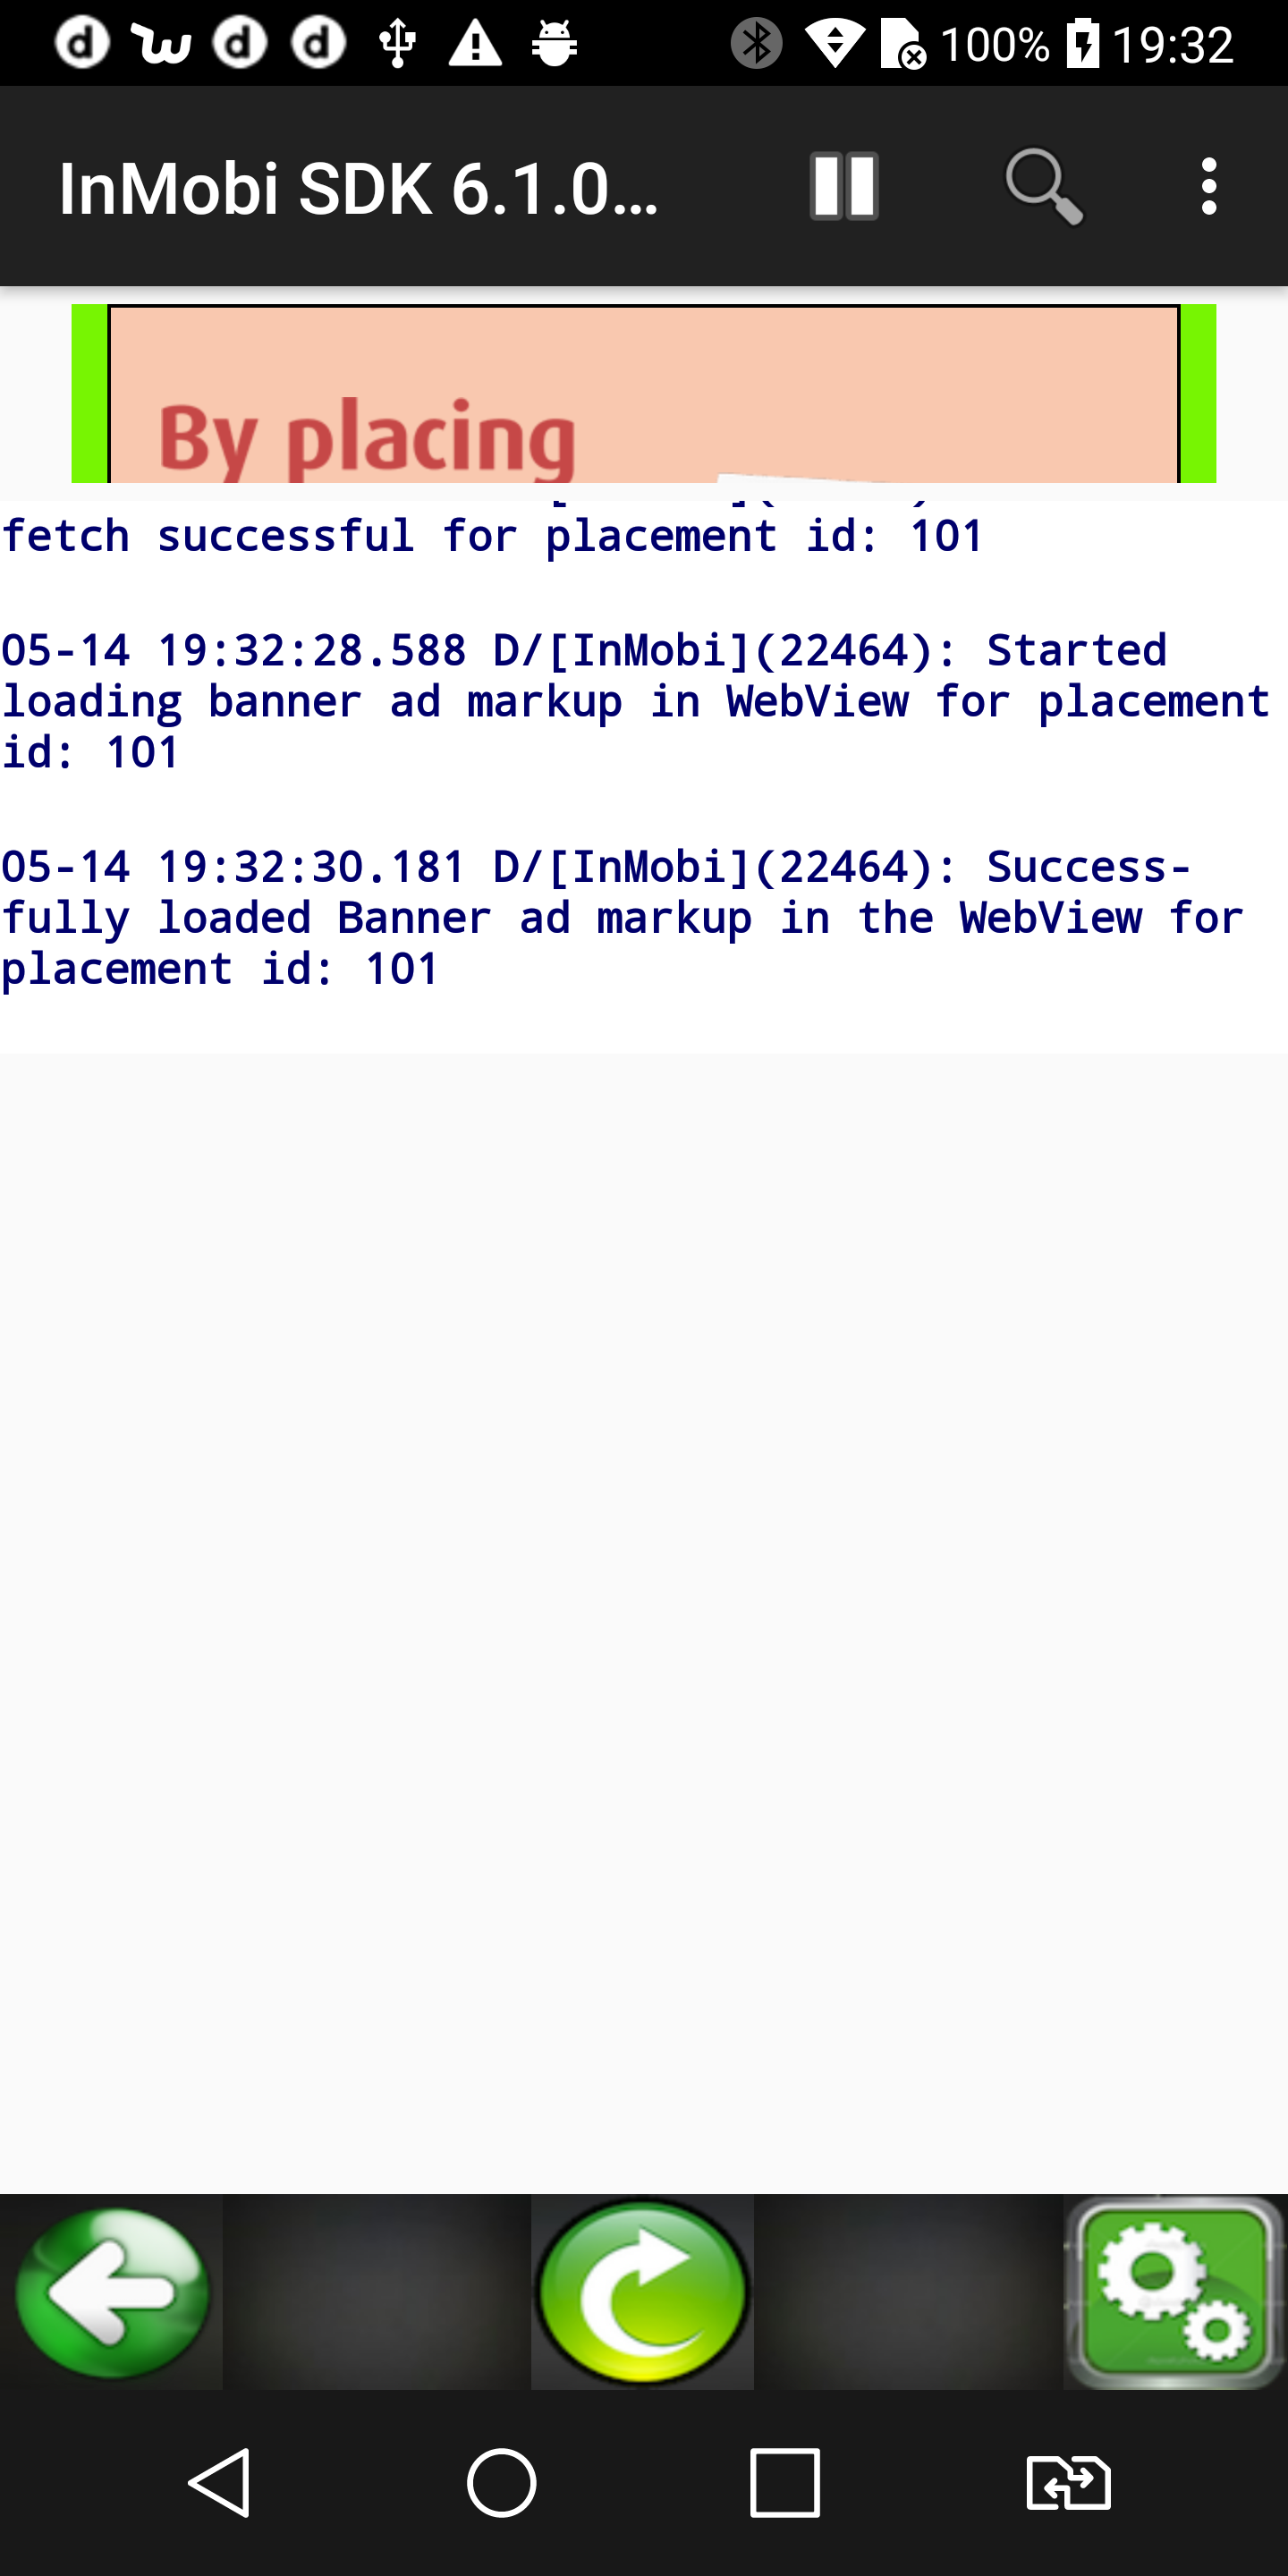 100% 19:32
InMobi SDK 6.1.0...
By placing
fetch successful for placement id: 101
05-14 19:32:28.588 D/[InMobi](22464): Started
loading banner ad markup in WebView for placement
id: 101
05-14 19:32:30.181 D/[InMobi](22464): Success-
fully loaded Banner ad markup in the WebView for
placement id: 101